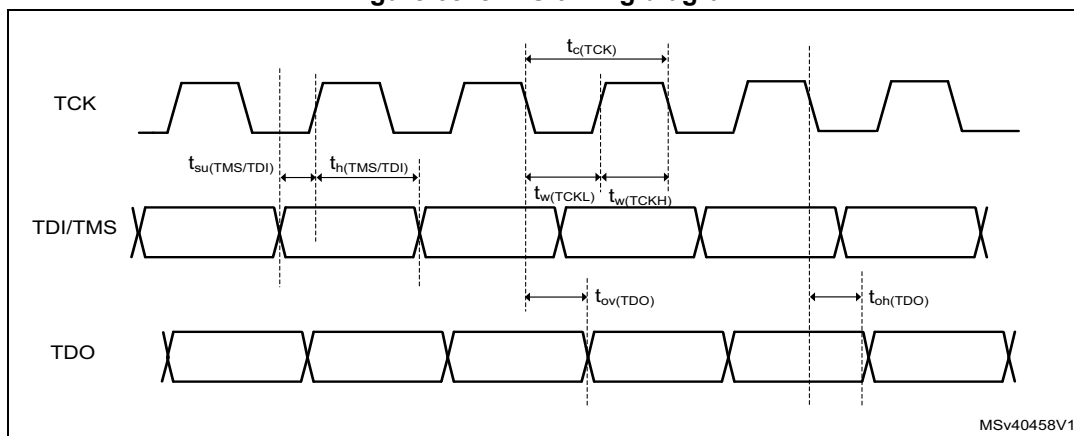 t_c(TCK)
TCK
t_su(TMS/TDI)
t_h(TMS/TDI)
t_w(TCKL)
t_w(TCKH)
TDI/TMS
t_ov(TDO)
t_oh(TDO)
TDO
MSv40458V1